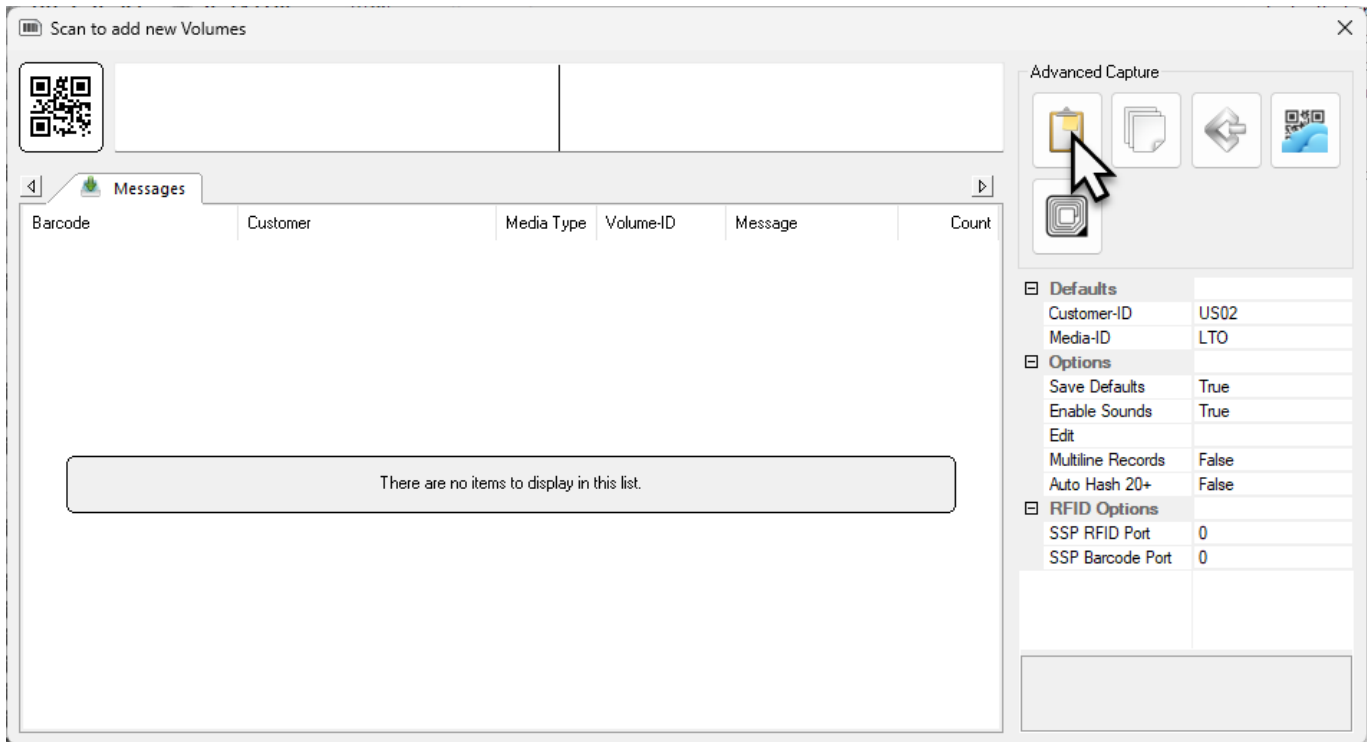 Scan to add new Volumes
Advanced Capture
Messages
Barcode Customer Media Type Volume-ID Message Count
There are no items to display in this list.
Defaults
Customer-ID US02
Media-ID LTO
Options
Save Defaults True
Enable Sounds True
Edit
Multiline Records False
Auto Hash 20+ False
RFID Options
SSP RFID Port 0
SSP Barcode Port 0